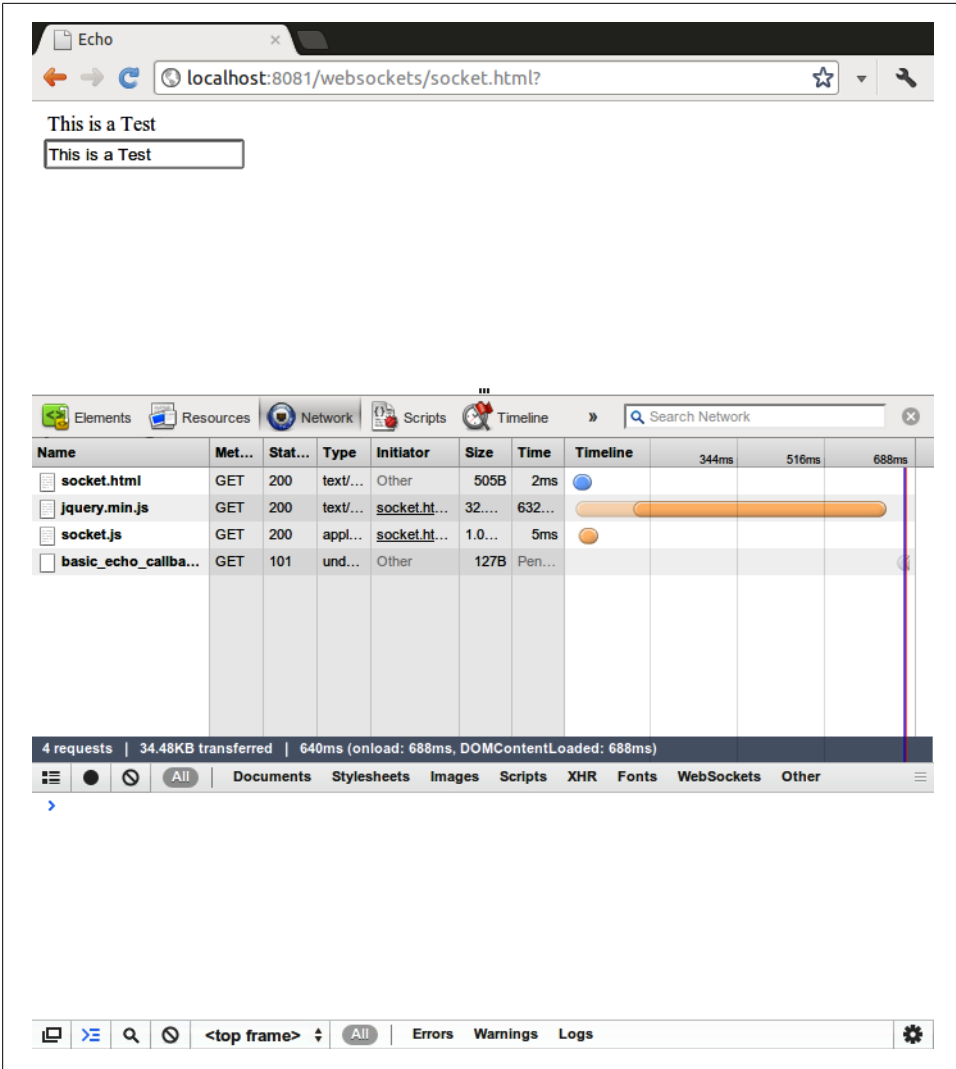 Echo
localhost:8081/websockets/socket.html?
This is a Test
This is a Test
Elements Resources Network Scripts Timeline » Search Network
Name Met... Stat... Type Initiator Size Time Timeline 344ms 516ms 688ms
socket.html GET 200 text/... Other 505B 2ms
jquery.min.js GET 200 text/... socket.ht... 32.... 632...
socket.js GET 200 appl... socket.ht... 1.0... 5ms
basic_echo_callba... GET 101 und... Other 127B Pen...
4 requests | 34.48KB transferred | 640ms (onload: 688ms, DOMContentLoaded: 688ms)
All Documents Stylesheets Images Scripts XHR Fonts WebSockets Other
>
<top frame> All Errors Warnings Logs